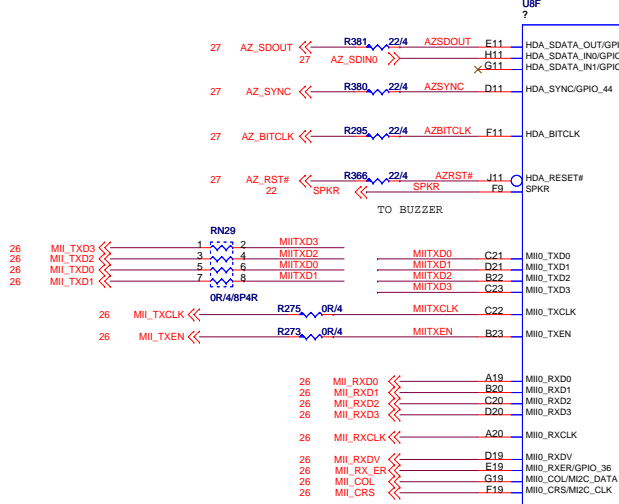 U8F
?
27 AZ_SDOUT R381 22/4 AZSDOUT E11 HDA_SDATA_OUT/GPI
27 AZ_SDIN0 H11 HDA_SDATA_IN0/GPIO
G11 HDA_SDATA_IN1/GPIO
27 AZ_SYNC R380 22/4 AZSYNC D11 HDA_SYNC/GPIO_44
27 AZ_BITCLK R295 22/4 AZBITCLK F11 HDA_BITCLK
27 AZ_RST# R366 22/4 AZRST# J11 HDA_RESET#
22 SPKR SPKR F9 SPKR
TO BUZZER
RN29
26 MII_TXD3 1 2 MIITXD3
26 MII_TXD2 3 4 MIITXD2 MIITXD0 C21 MII0_TXD0
26 MII_TXD0 5 6 MIITXD0 MIITXD1 D21 MII0_TXD1
26 MII_TXD1 7 8 MIITXD1 MIITXD2 B22 MII0_TXD2
MIITXD3 C23 MII0_TXD3
0R/4/8P4R
26 MII_TXCLK R275 0R/4 MIITXCLK C22 MII0_TXCLK
26 MII_TXEN R273 0R/4 MIITXEN B23 MII0_TXEN
26 MII_RXD0 A19 MII0_RXD0
26 MII_RXD1 B20 MII0_RXD1
26 MII_RXD2 C20 MII0_RXD2
26 MII_RXD3 D20 MII0_RXD3
26 MII_RXCLK A20 MII0_RXCLK
26 MII_RXDV D19 MII0_RXDV
26 MII_RX_ER E19 MII0_RXER/GPIO_36
26 MII_COL G19 MII0_COL/MI2C_DATA
26 MII_CRS F19 MII0_CRS/MI2C_CLK